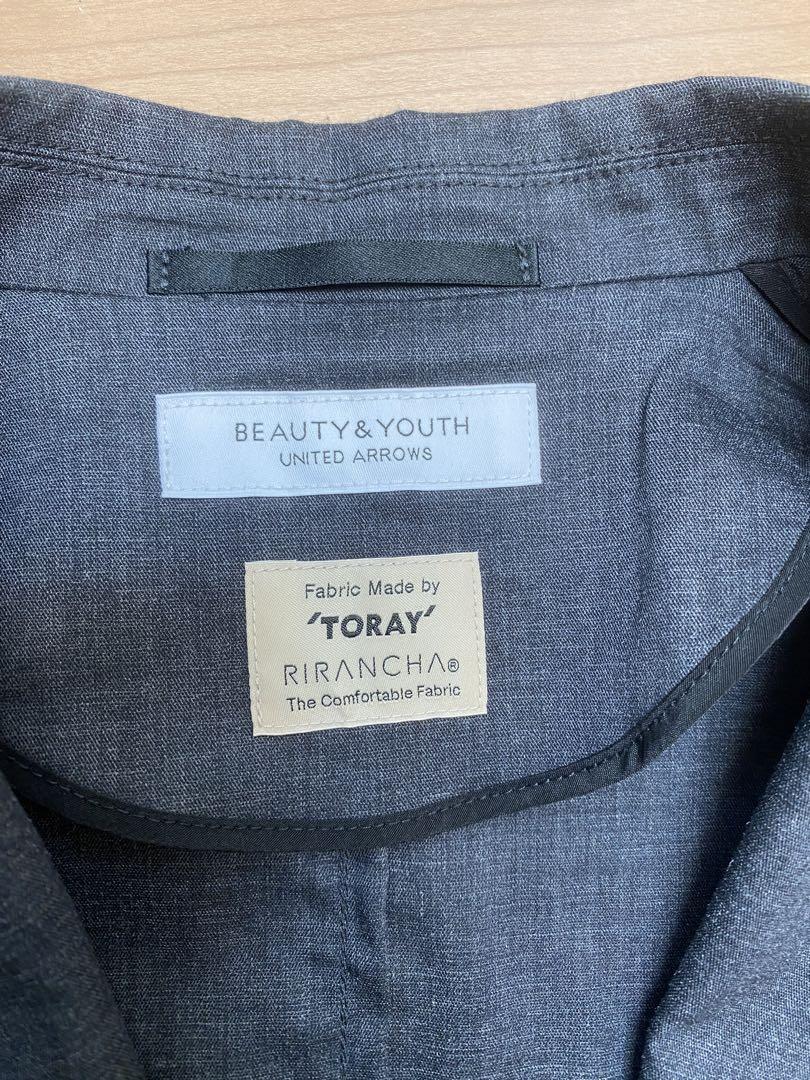 BEAUTY&YOUTH
UNITED ARROWS
Fabric Made by
'TORAY'
RIRANCHA®
The Comfortable Fabric